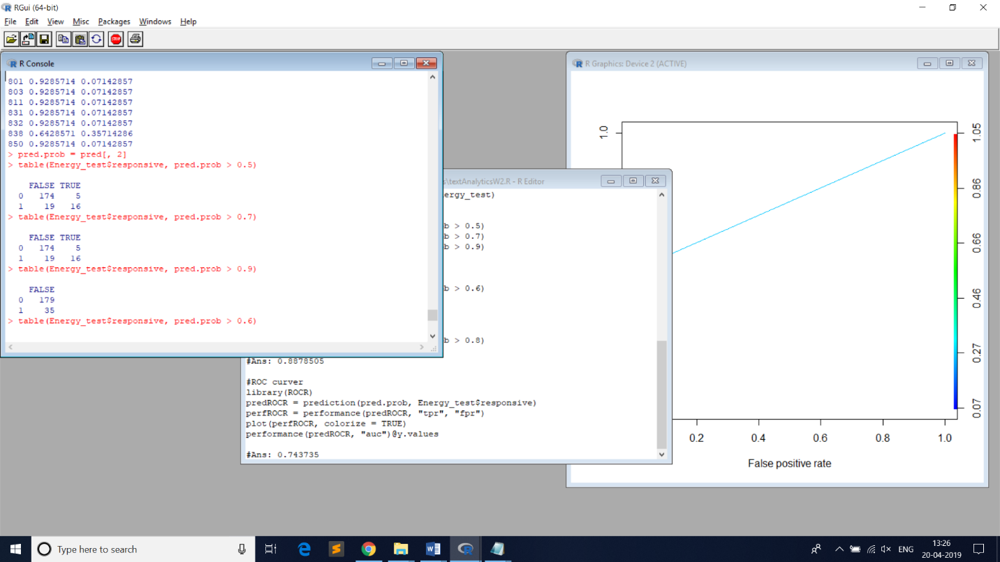 RGui (64-bit)
File Edit View Misc Packages Windows Help
STOP
R Console
801 0.9285714 0.07142857
803 0.9285714 0.07142857
811 0.9285714 0.07142857
831 0.9285714 0.07142857
832 0.9285714 0.07142857
838 0.6428571 0.35714286
850 0.9285714 0.07142857
> pred.prob = pred[, 2]
> table(Energy_test$responsive, pred.prob > 0.5)
FALSE TRUE
0 174 5
1 19 16
> table(Energy_test$responsive, pred.prob > 0.7)
FALSE TRUE
0 174 5
1 19 16
> table(Energy_test$responsive, pred.prob > 0.9)
FALSE
0 179
1 35
> table(Energy_test$responsive, pred.prob > 0.6)
s\textAnalyticsW2.R - R Editor
ergy_test)
b > 0.5)
b > 0.7)
b > 0.9)
b > 0.6)
b > 0.8)
#Ans: 0.8878505
#ROC curver
library(ROCR)
predROCR = prediction(pred.prob, Energy_test$responsive)
perfROCR = performance(predROCR, "tpr", "fpr")
plot(perfROCR, colorize = TRUE)
performance(predROCR, "auc")@y.values
#Ans: 0.743735
R Graphics: Device 2 (ACTIVE)
1.0
1.05
0.86
0.66
0.46
0.27
0.07
0.2 0.4 0.6 0.8 1.0
False positive rate
Type here to search
ENG
13:26
20-04-2019